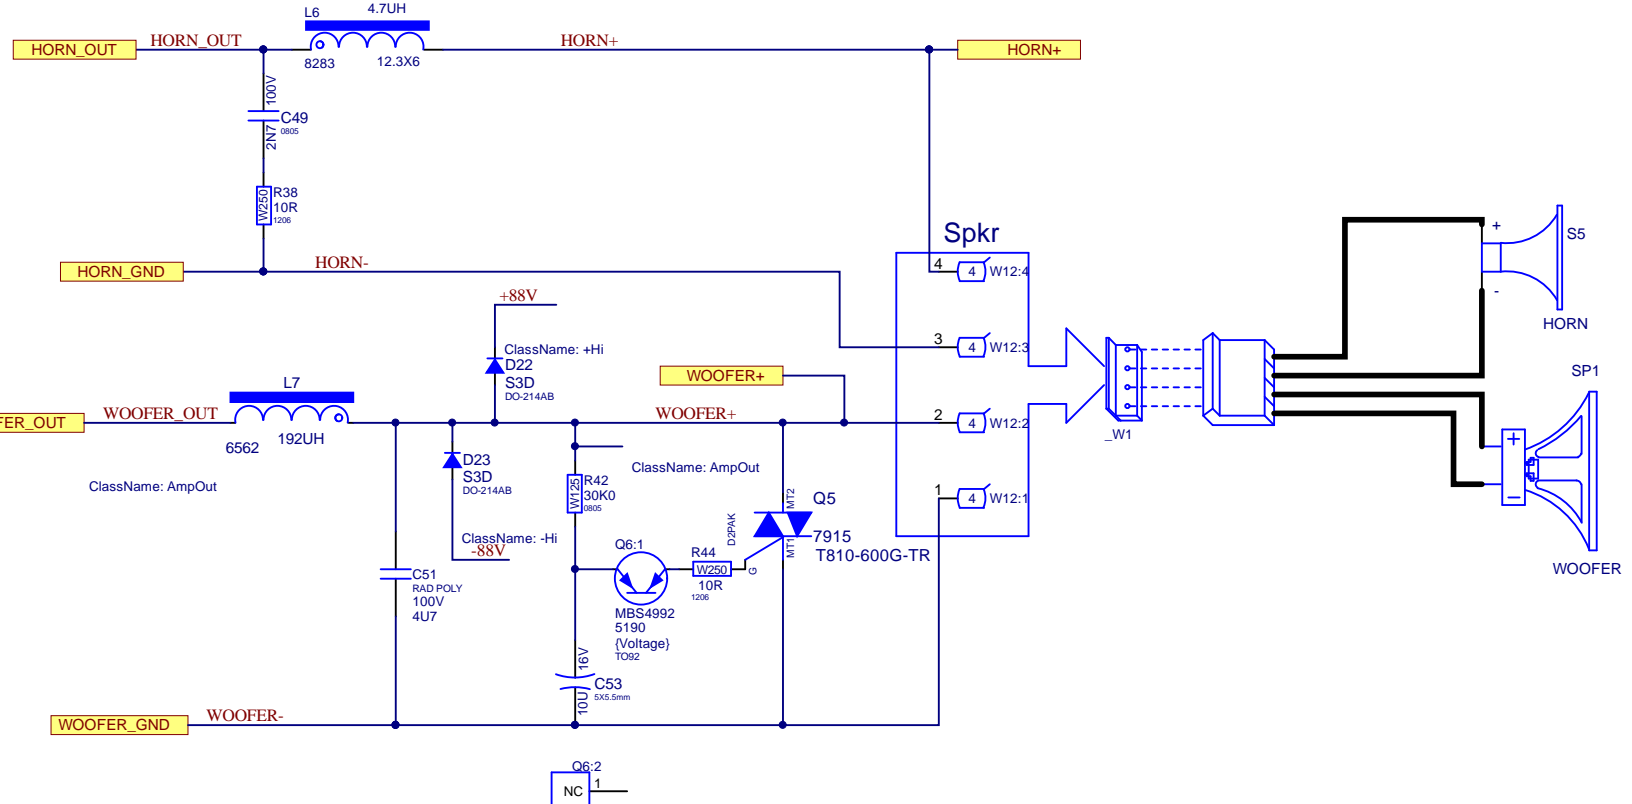 L6
4.7UH
HORN_OUT
HORN_OUT
HORN+
HORN+
8283
12.3X6
100V
C49
0805
2N7
W250
R38
10R
1206
HORN_GND
HORN-
Spkr
4
4
W12:4
3
4
W12:3
2
4
W12:2
1
4
W12:1
+
S5
-
HORN
+88V
ClassName: +Hi
D22
S3D
DO-214AB
WOOFER+
L7
FER_OUT
WOOFER_OUT
WOOFER+
6562
192UH
ClassName: AmpOut
D23
S3D
DO-214AB
ClassName: -Hi
-88V
ClassName: AmpOut
W125
R42
30K0
0805
Q6:1
MBS4992
5190
{Voltage}
TO92
R44
W250
10R
1206
G
D2PAK
MT2
MT1
Q5
7915
T810-600G-TR
C51
RAD POLY
100V
4U7
16V
C53
5X5.5mm
10U
WOOFER_GND
WOOFER-
_W1
SP1
+
-
WOOFER
Q6:2
NC
1